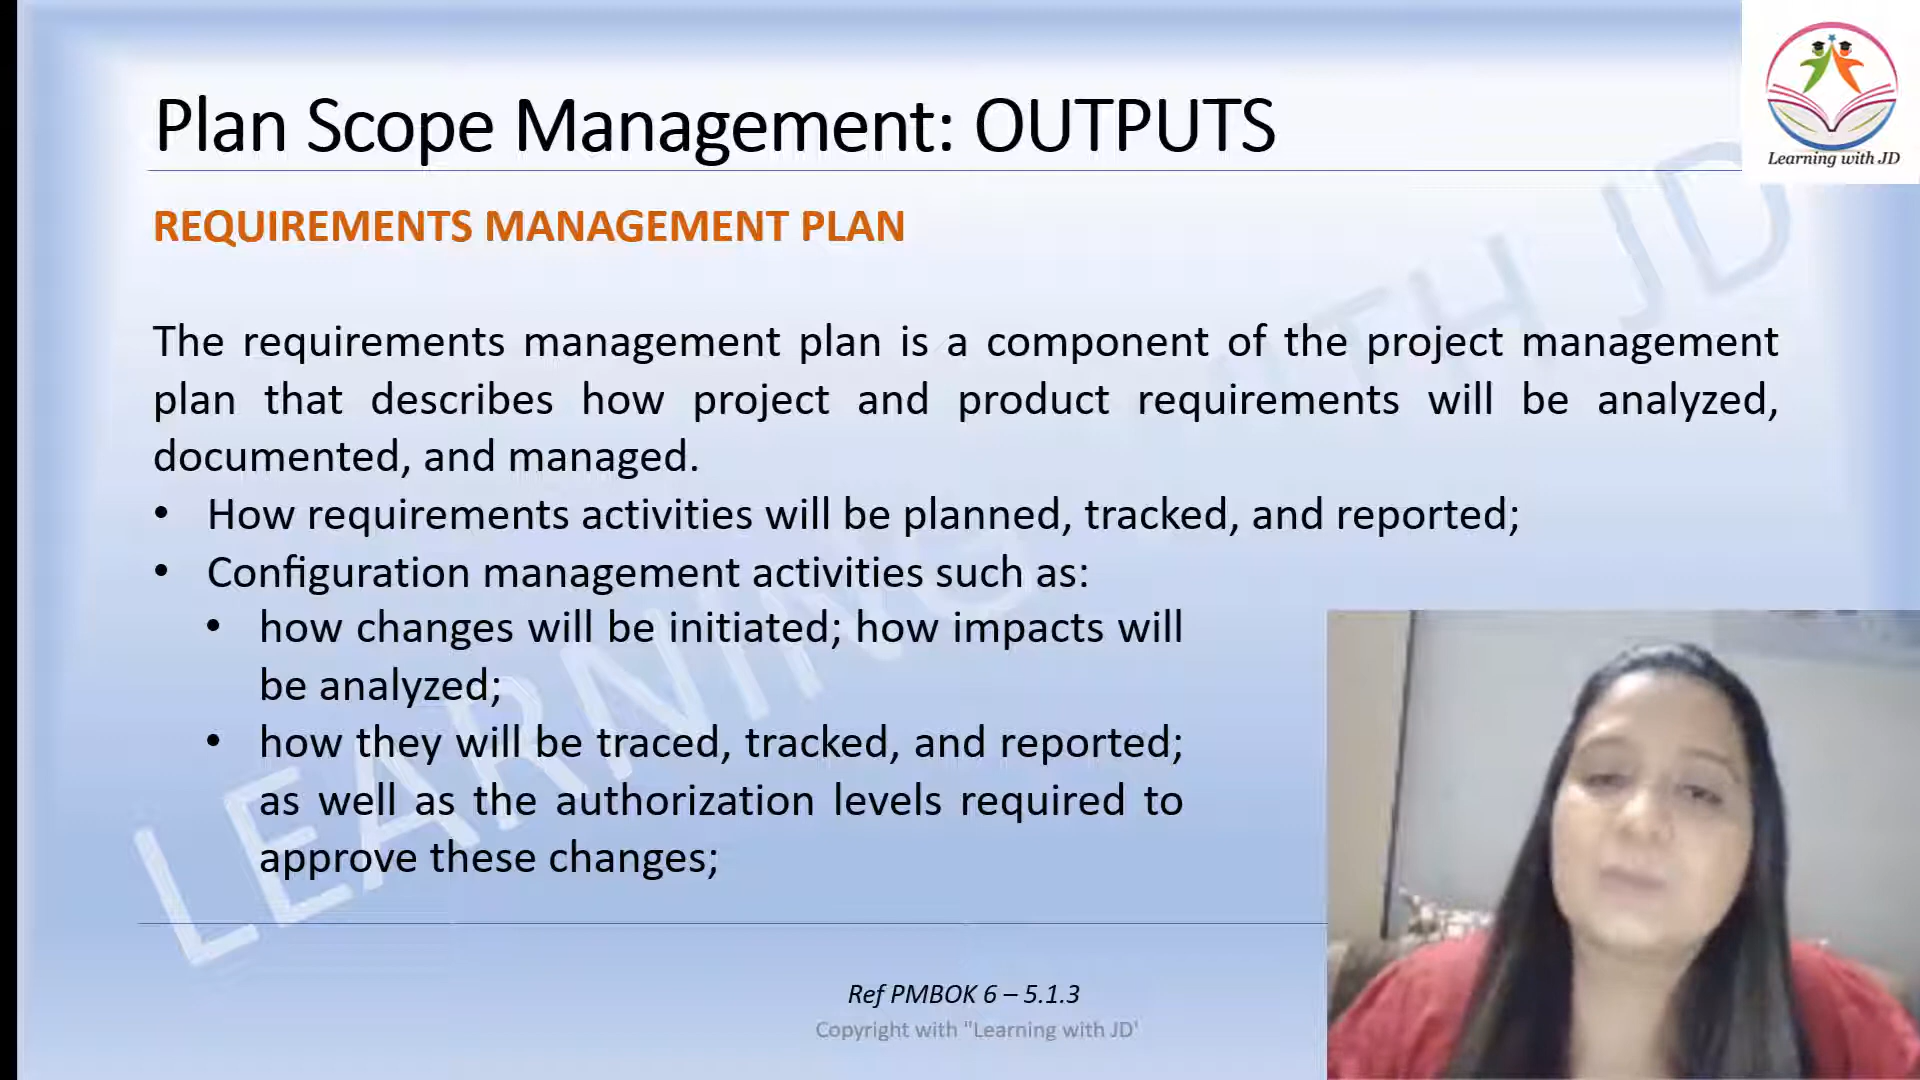 Plan Scope Management: OUTPUTS
Learning with JD
REQUIREMENTS MANAGEMENT PLAN
The requirements management plan is a component of the project management
plan that describes how project and product requirements will be analyzed,
documented, and managed.
• How requirements activities will be planned, tracked, and reported;
• Configuration management activities such as:
• how changes will be initiated; how impacts will
be analyzed;
• how they will be traced, tracked, and reported;
as well as the authorization levels required to
approve these changes;
LEARNING WITH JD
Ref PMBOK 6 – 5.1.3
Copyright with "Learning with JD'